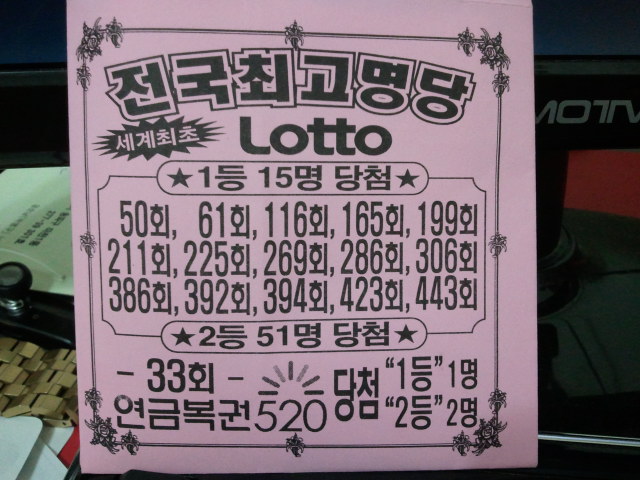 전국최고명당
세계최초 Lotto
★1등 15명 당첨★
50회, 61회, 116회, 165회, 199회
211회, 225회, 269회, 286회, 306회
386회, 392회, 394회, 423회, 443회
★2등 51명 당첨★
- 33회 - 당첨 "1등" 1명
연금복권520 "2등" 2명